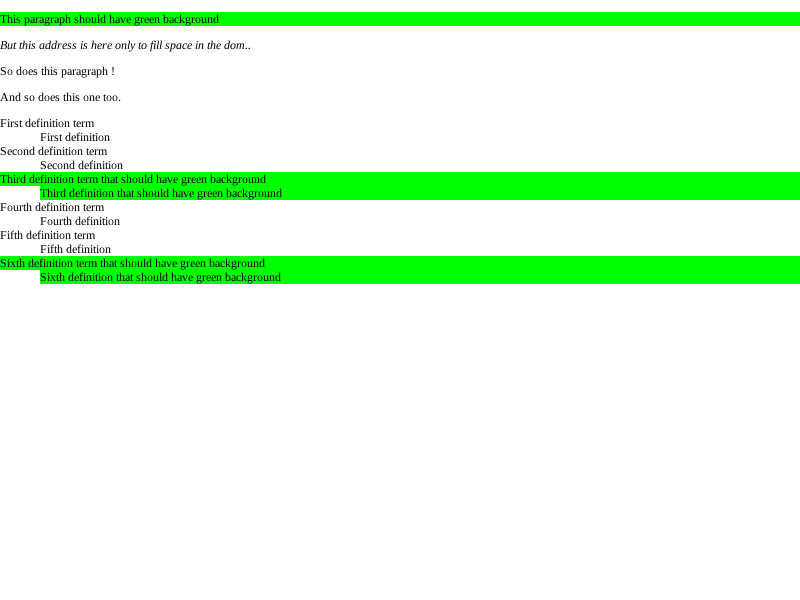 This paragraph should have green background
But this address is here only to fill space in the dom..
So does this paragraph !
And so does this one too.
First definition term
First definition
Second definition term
Second definition
Third definition term that should have green background
Third definition that should have green background
Fourth definition term
Fourth definition
Fifth definition term
Fifth definition
Sixth definition term that should have green background
Sixth definition that should have green background